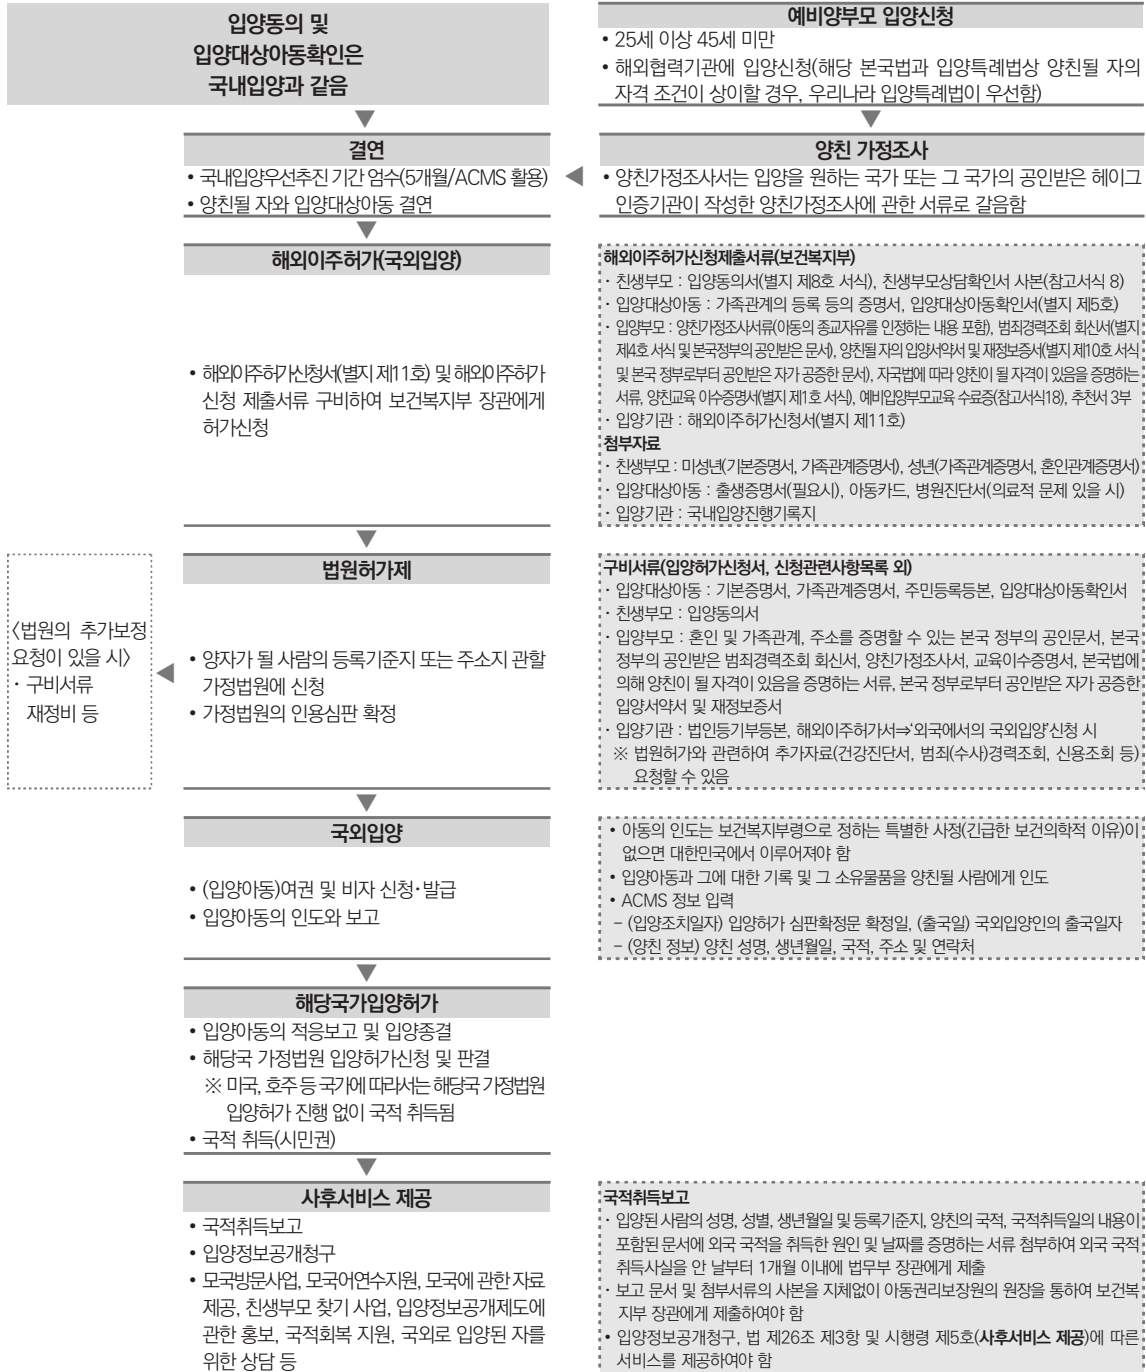 입양동의 및
입양대상아동확인은
국내입양과 같음
예비양부모 입양신청
• 25세 이상 45세 미만
• 해외협력기관에 입양신청(해당 본국법과 입양특례법상 양친될 자의
자격 조건이 상이할 경우, 우리나라 입양특례법이 우선함)
결연
• 국내입양우선추진 기간 엄수(5개월/ACMS 활용)
• 양친될 자와 입양대상아동 결연
양친 가정조사
• 양친가정조사서는 입양을 원하는 국가 또는 그 국가의 공인받은 헤이그
인증기관이 작성한 양친가정조사에 관한 서류로 갈음함
해외이주허가(국외입양)
• 해외이주허가신청서(별지 제11호) 및 해외이주허가
신청 제출서류 구비하여 보건복지부 장관에게
허가신청
해외이주허가신청제출서류(보건복지부)
· 친생부모 : 입양동의서(별지 제8호 서식), 친생부모상담확인서 사본(참고서식 8)
· 입양대상아동 : 가족관계의 등록 등의 증명서, 입양대상아동확인서(별지 제5호)
· 입양부모 : 양친가정조사서류(아동의 종교자유를 인정하는 내용 포함), 범죄경력조회 회신서(별지
제4호 서식 및 본국정부의 공인받은 문서), 양친될 자의 입양서약서 및 재정보증서(별지 제10호 서식
및 본국 정부로부터 공인받은 자가 공증한 문서), 자국법에 따라 양친이 될 자격이 있음을 증명하는
서류, 양친교육 이수증명서(별지 제1호 서식), 예비입양부모교육 수료증(참고서식18), 추천서 3부
· 입양기관 : 해외이주허가신청서(별지 제11호)
첨부자료
· 친생부모 : 미성년(기본증명서, 가족관계증명서), 성년(가족관계증명서, 혼인관계증명서)
· 입양대상아동 : 출생증명서(필요시), 아동카드, 병원진단서(의료적 문제 있을 시)
· 입양기관 : 국내입양진행기록지
〈법원의 추가보정
요청이 있을 시〉
· 구비서류
재정비 등
법원허가제
• 양자가 될 사람의 등록기준지 또는 주소지 관할
가정법원에 신청
• 가정법원의 인용심판 확정
구비서류(입양허가신청서, 신청관련사항목록 외)
· 입양대상아동 : 기본증명서, 가족관계증명서, 주민등록등본, 입양대상아동확인서
· 친생부모 : 입양동의서
· 입양부모 : 혼인 및 가족관계, 주소를 증명할 수 있는 본국 정부의 공인문서, 본국
정부의 공인받은 범죄경력조회 회신서, 양친가정조사서, 교육이수증명서, 본국법에
의해 양친이 될 자격이 있음을 증명하는 서류, 본국 정부로부터 공인받은 자가 공증한
입양서약서 및 재정보증서
· 입양기관 : 법인등기부등본, 해외이주허가서⇒‘외국에서의 국외입양’신청 시
※ 법원허가와 관련하여 추가자료(건강진단서, 범죄(수사)경력조회, 신용조회 등)
요청할 수 있음
국외입양
• (입양아동)여권 및 비자 신청·발급
• 입양아동의 인도와 보고
• 아동의 인도는 보건복지부령으로 정하는 특별한 사정(긴급한 보건의학적 이유)이
없으면 대한민국에서 이루어져야 함
• 입양아동과 그에 대한 기록 및 그 소유물품을 양친될 사람에게 인도
• ACMS 정보 입력
- (입양조치일자) 입양허가 심판확정문 확정일, (출국일) 국외입양인의 출국일자
- (양친 정보) 양친 성명, 생년월일, 국적, 주소 및 연락처
해당국가입양허가
• 입양아동의 적응보고 및 입양종결
• 해당국 가정법원 입양허가신청 및 판결
※ 미국, 호주 등 국가에 따라서는 해당국 가정법원
입양허가 진행 없이 국적 취득됨
• 국적 취득(시민권)
사후서비스 제공
• 국적취득보고
• 입양정보공개청구
• 모국방문사업, 모국어연수지원, 모국에 관한 자료
제공, 친생부모 찾기 사업, 입양정보공개제도에
관한 홍보, 국적회복 지원, 국외로 입양된 자를
위한 상담 등
국적취득보고
· 입양된 사람의 성명, 성별, 생년월일 및 등록기준지, 양친의 국적, 국적취득일의 내용이
포함된 문서에 외국 국적을 취득한 원인 및 날짜를 증명하는 서류 첨부하여 외국 국적
취득사실을 안 날부터 1개월 이내에 법무부 장관에게 제출
· 보고 문서 및 첨부서류의 사본을 지체없이 아동권리보장원의 원장을 통하여 보건복
지부 장관에게 제출하여야 함
• 입양정보공개청구, 법 제26조 제3항 및 시행령 제5호(사후서비스 제공)에 따른
서비스를 제공하여야 함